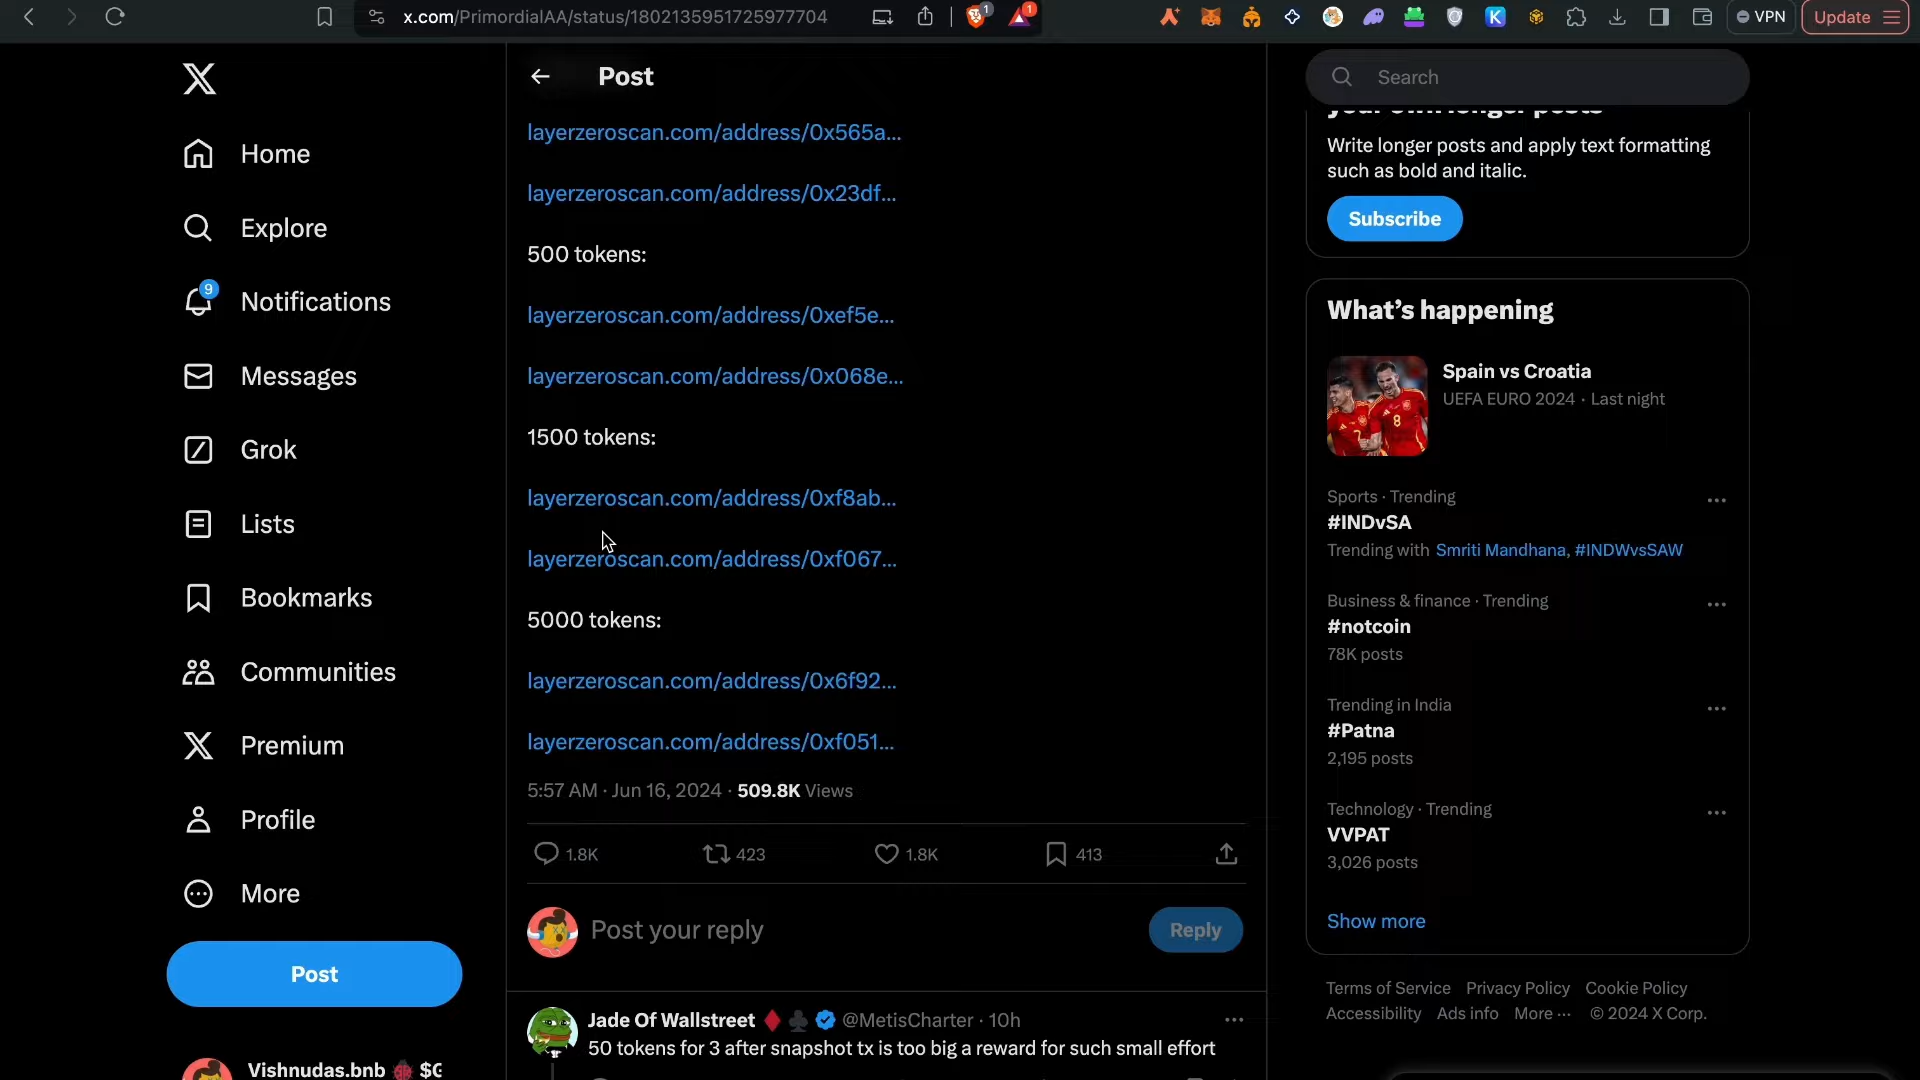 x.com/PrimordialAA/status/1802135951725977704
1
1
VPN
Update
Home
Explore
9
Notifications
Messages
Grok
Lists
Bookmarks
Communities
Premium
Profile
More
Post
Vishnudas.bnb
Post
layerzeroscan.com/address/0x565a...
layerzeroscan.com/address/0x23df...
500 tokens:
layerzeroscan.com/address/0xef5e...
layerzeroscan.com/address/0x068e...
1500 tokens:
layerzeroscan.com/address/0xf8ab...
layerzeroscan.com/address/0xf067...
5000 tokens:
layerzeroscan.com/address/0x6f92...
layerzeroscan.com/address/0xf051...
5:57 AM · Jun 16, 2024 · 509.8K Views
1.8K 423 1.8K 413
Post your reply
Reply
Jade Of Wallstreet @MetisCharter · 10h
50 tokens for 3 after snapshot tx is too big a reward for such small effort
Search
your own longer posts
Write longer posts and apply text formatting
such as bold and italic.
Subscribe
What's happening
Spain vs Croatia
UEFA EURO 2024 · Last night
Sports · Trending
#INDvSA
Trending with Smriti Mandhana, #INDWvsSAW
Business & finance · Trending
#notcoin
78K posts
Trending in India
#Patna
2,195 posts
Technology · Trending
VVPAT
3,026 posts
Show more
Terms of Service Privacy Policy Cookie Policy
Accessibility Ads info More ··· © 2024 X Corp.